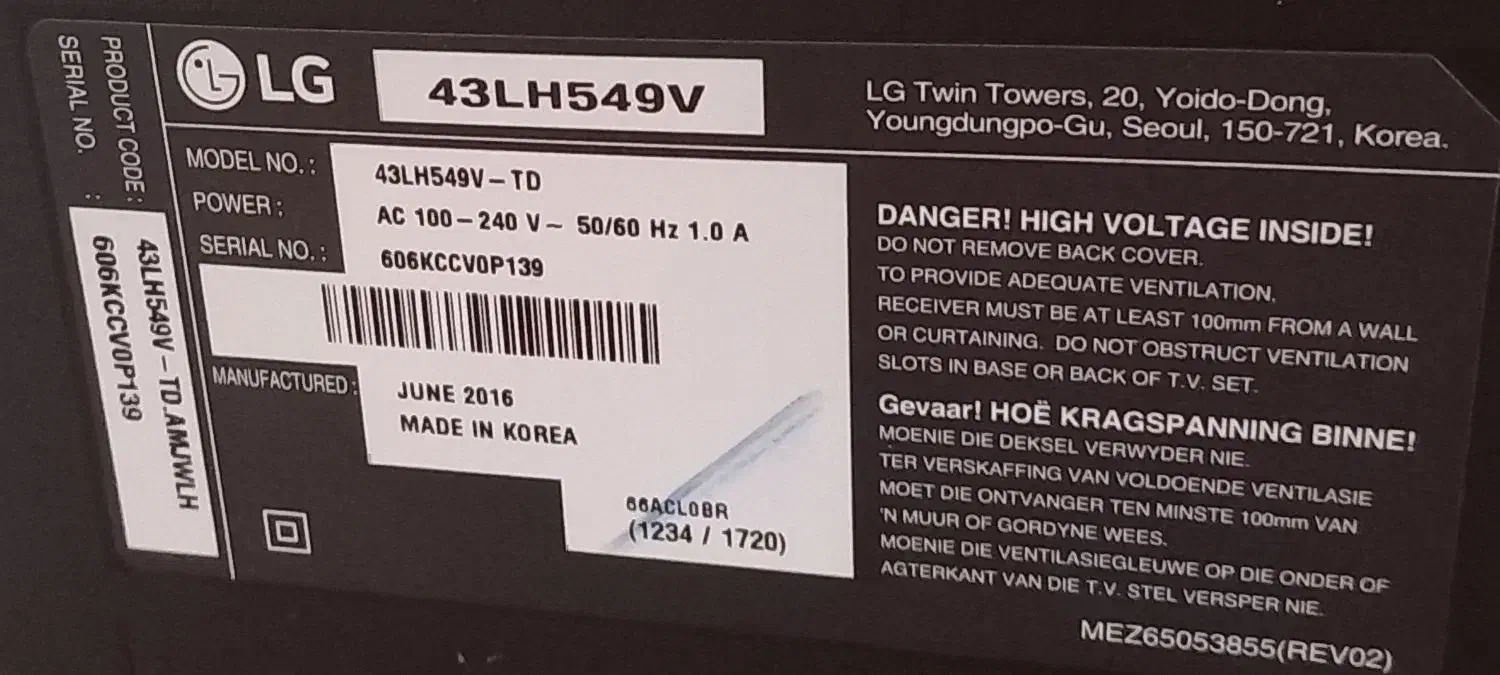 PRODUCT CODE : 43LH549V-TD.AMJWLH
SERIAL NO. : 606KCCV0P139
LG
43LH549V
LG Twin Towers, 20, Yoido-Dong,
Youngdungpo-Gu, Seoul, 150-721, Korea.
MODEL NO. : 43LH549V-TD
POWER : AC 100-240 V~ 50/60 Hz 1.0 A
SERIAL NO. : 606KCCV0P139
MANUFACTURED : JUNE 2016
MADE IN KOREA
66ACL0BR
(1234 / 1720)
DANGER! HIGH VOLTAGE INSIDE!
DO NOT REMOVE BACK COVER.
TO PROVIDE ADEQUATE VENTILATION,
RECEIVER MUST BE AT LEAST 100mm FROM A WALL
OR CURTAINING. DO NOT OBSTRUCT VENTILATION
SLOTS IN BASE OR BACK OF T.V. SET.
Gevaar! HOË KRAGSPANNING BINNE!
MOENIE DIE DEKSEL VERWYDER NIE.
TER VERSKAFFING VAN VOLDOENDE VENTILASIE
MOET DIE ONTVANGER TEN MINSTE 100mm VAN
'N MUUR OF GORDYNE WEES.
MOENIE DIE VENTILASIEGLEUWE OP DIE ONDER OF
AGTERKANT VAN DIE T.V. STEL VERSPER NIE.
MEZ65053855(REV02)